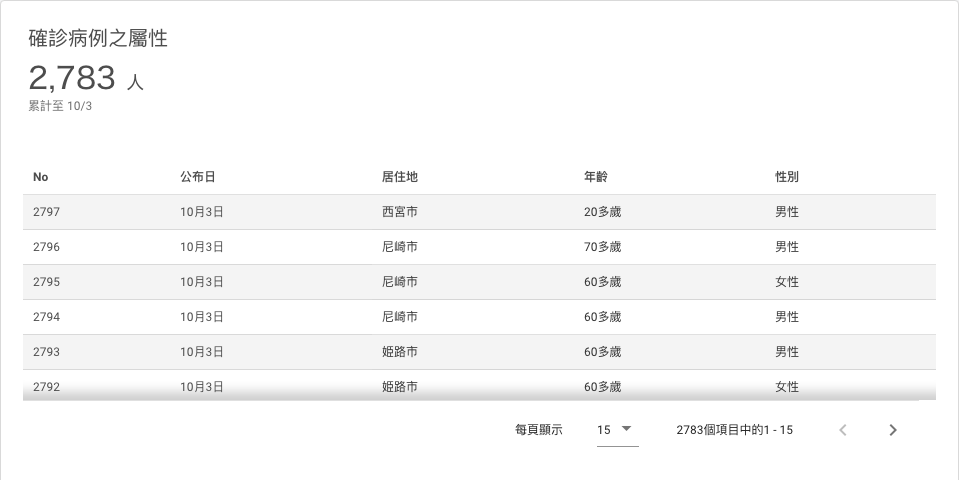 確診病例之屬性
2,783 人
累計至 10/3
No 公布日 居住地 年齡 性別
2797 10月3日 西宮市 20多歲 男性
2796 10月3日 尼崎市 70多歲 男性
2795 10月3日 尼崎市 60多歲 女性
2794 10月3日 尼崎市 60多歲 男性
2793 10月3日 姫路市 60多歲 男性
2792 10月3日 姫路市 60多歲 女性
每頁顯示 15 2783個項目中的1 - 15